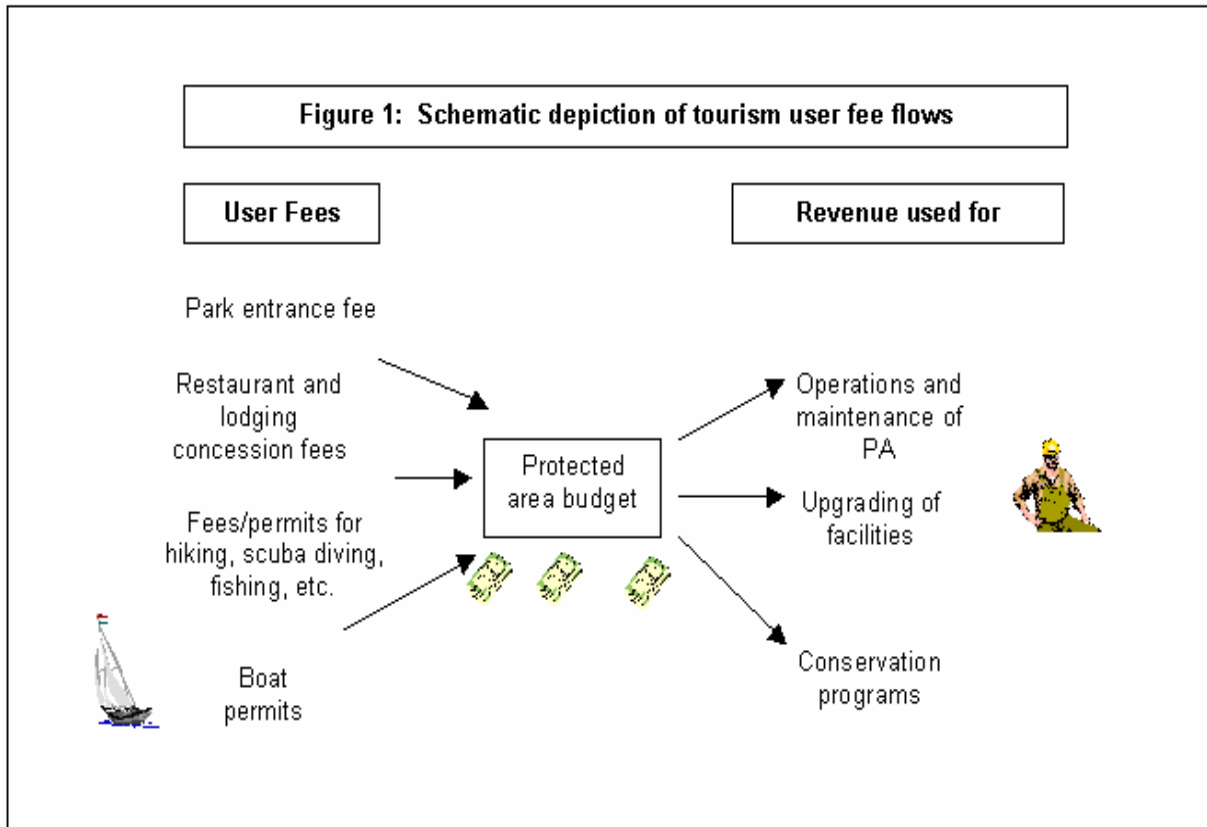 Figure 1:  Schematic depiction of tourism user fee flows
User Fees
Revenue used for
Park entrance fee
Restaurant and
lodging
concession fees
Fees/permits for
hiking, scuba diving,
fishing, etc.
Boat
permits
Protected
area budget
Operations and
maintenance of
PA
Upgrading of
facilities
Conservation
programs